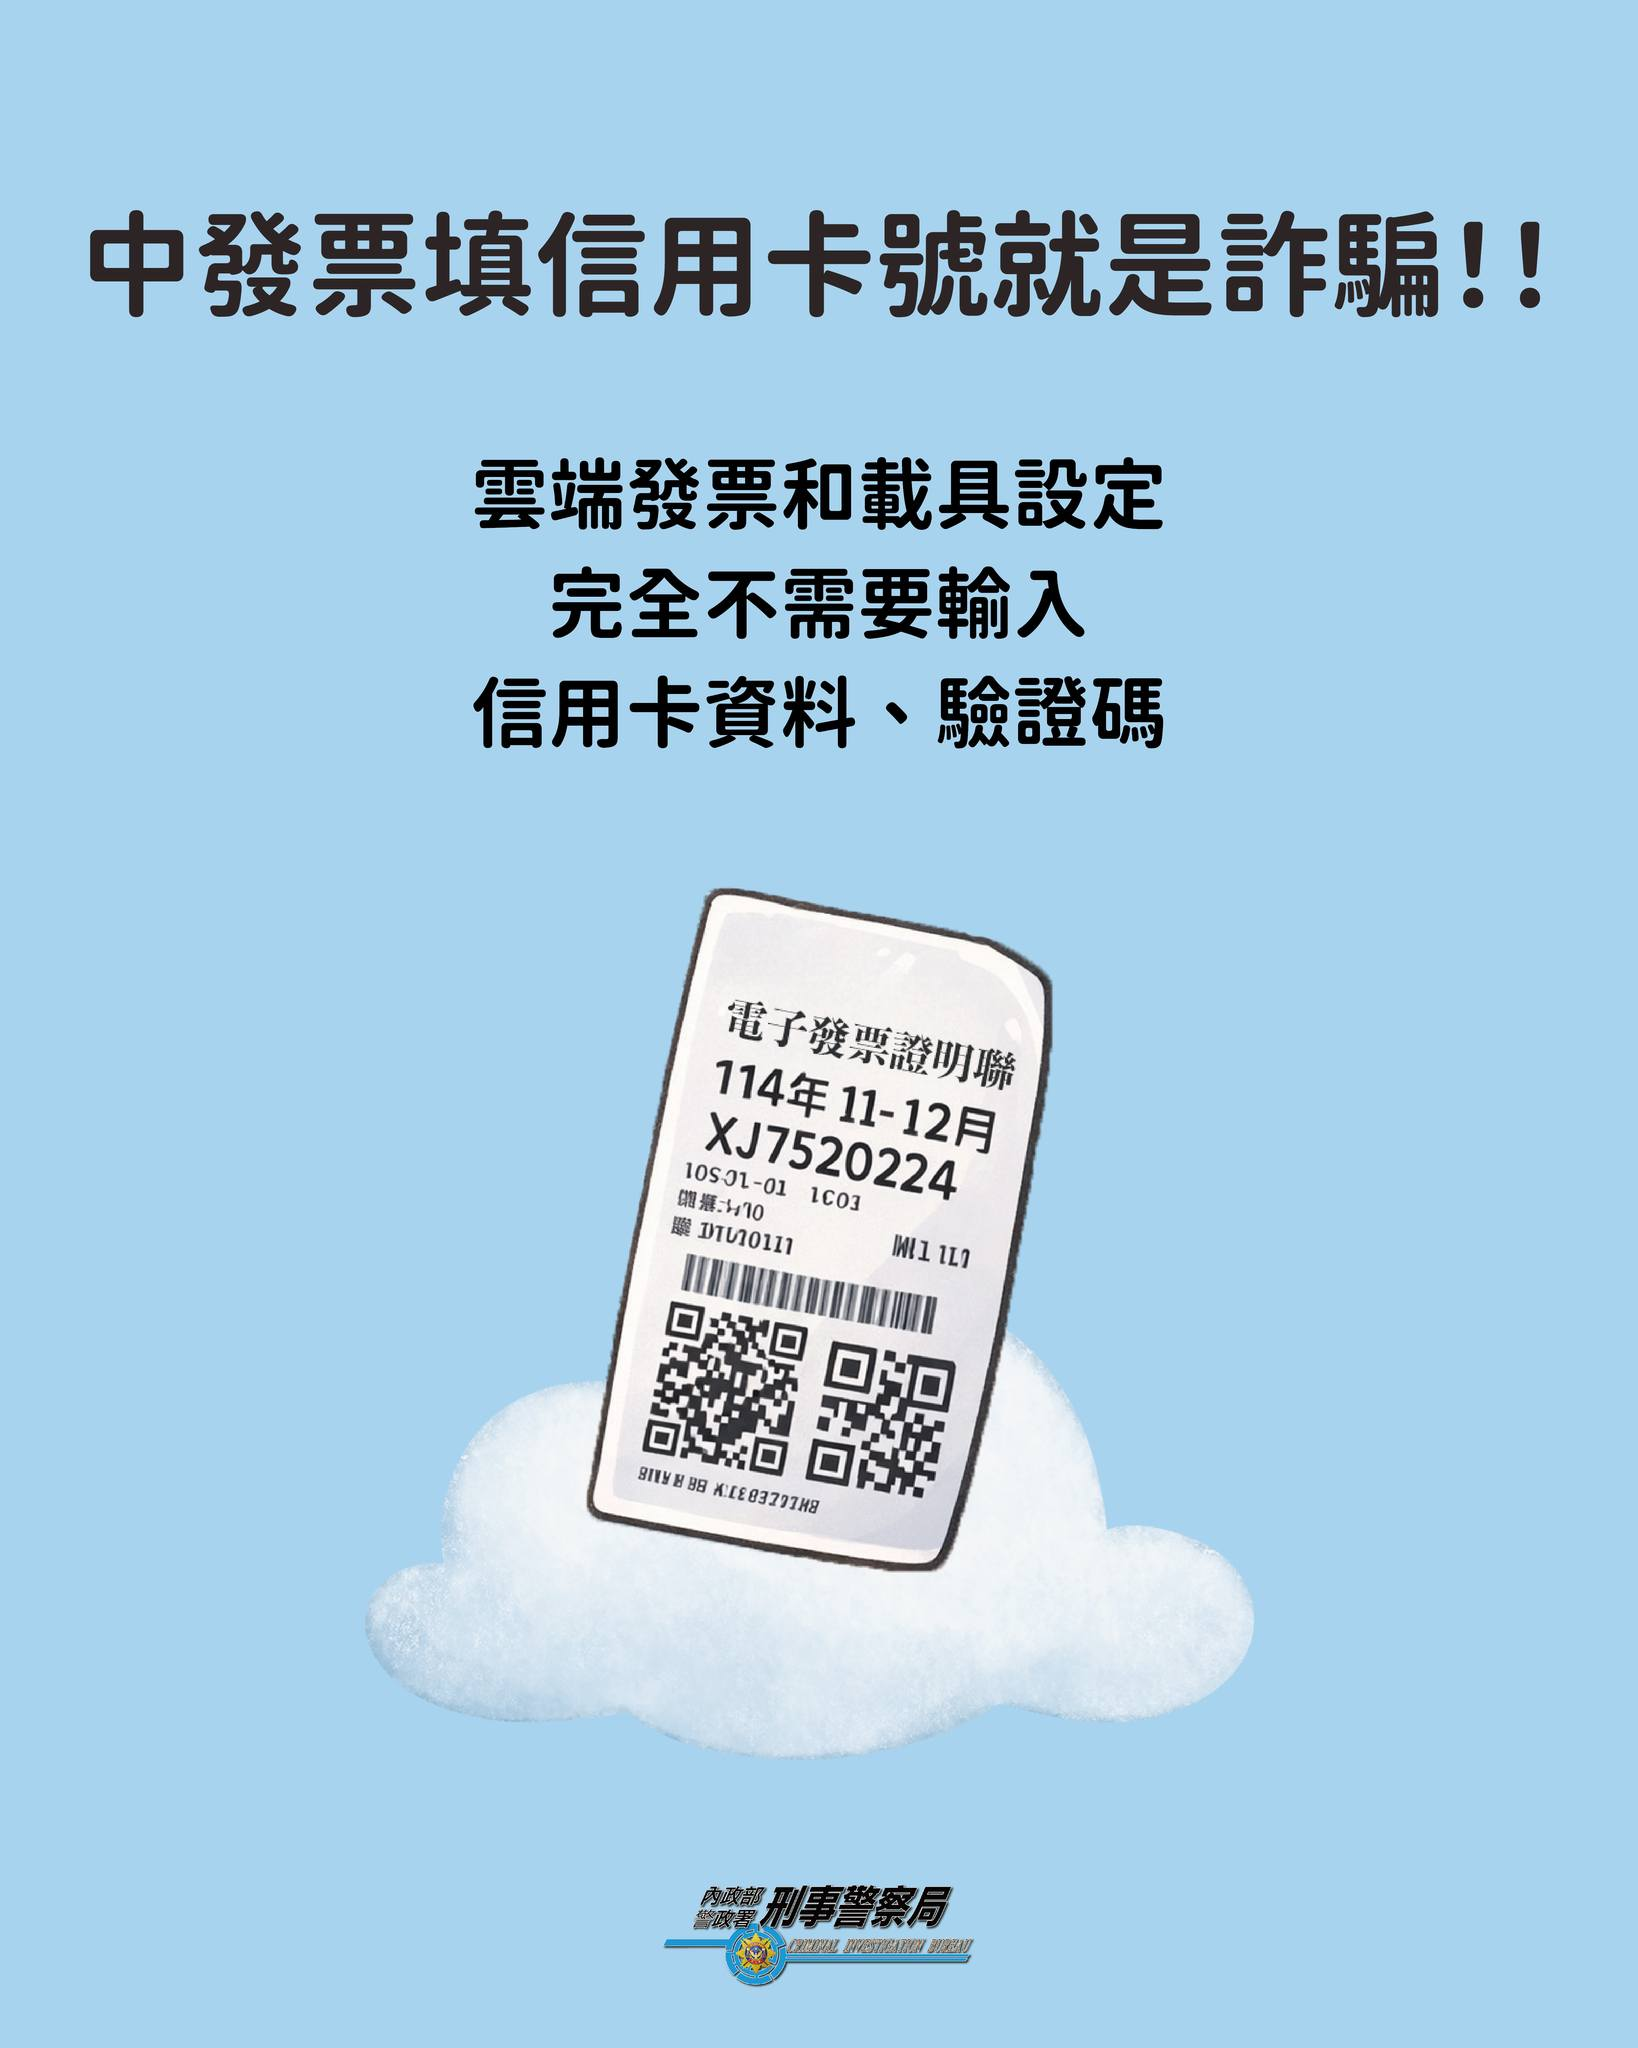 中發票填信用卡號就是詐騙!!
雲端發票和載具設定
完全不需要輸入
信用卡資料、驗證碼
電子發票證明聯
114年 11-12月
XJ7520224
內政部
警政署
刑事警察局
CRIMINAL INVESTIGATION BUREAU